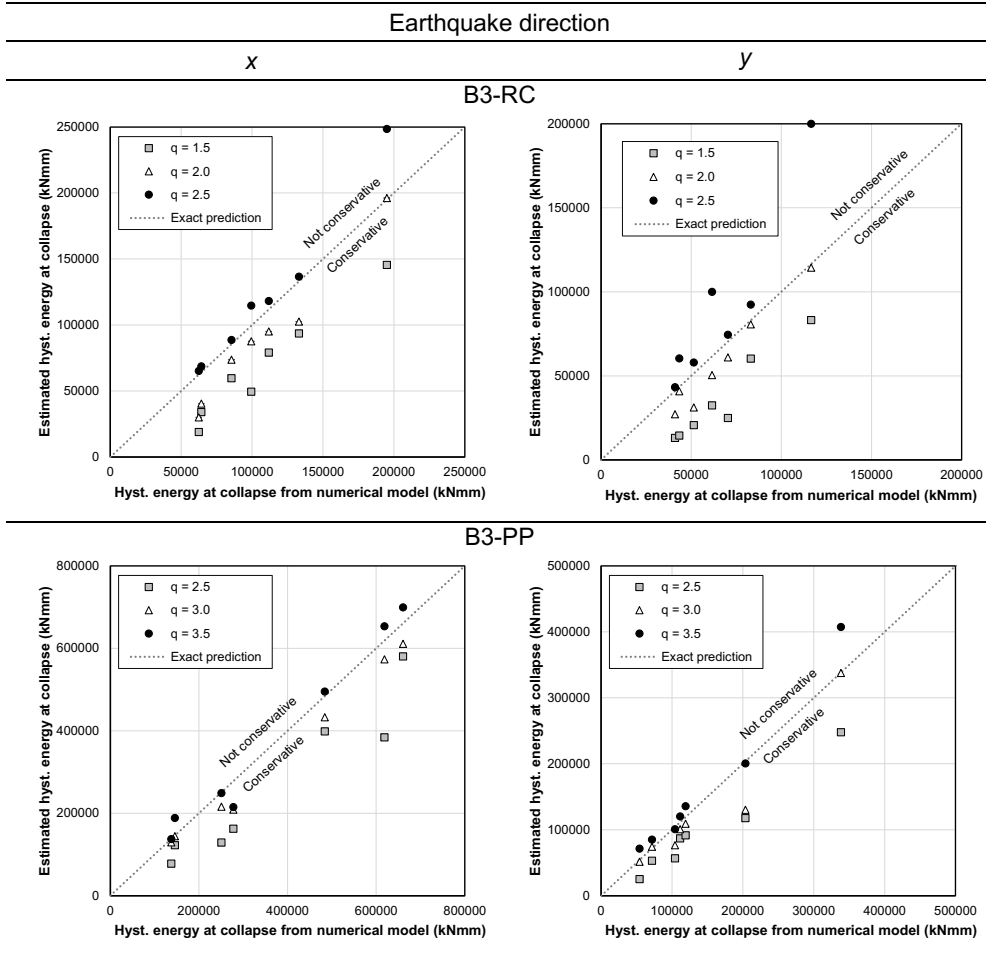 Earthquake direction
x y
B3-RC
Estimated hyst. energy at collapse (kNmm)
250000
200000
150000
100000
50000
0
q = 1.5
q = 2.0
q = 2.5
Exact prediction
Not conservative
Conservative
0 50000 100000 150000 200000 250000
Hyst. energy at collapse from numerical model (kNmm)
Estimated hyst. energy at collapse (kNmm)
200000
150000
100000
50000
0
q = 1.5
q = 2.0
q = 2.5
Exact prediction
Not conservative
Conservative
0 50000 100000 150000 200000
Hyst. energy at collapse from numerical model (kNmm)
B3-PP
Estimated hyst. energy at collapse (kNmm)
800000
600000
400000
200000
0
q = 2.5
q = 3.0
q = 3.5
Exact prediction
Not conservative
Conservative
0 200000 400000 600000 800000
Hyst. energy at collapse from numerical model (kNmm)
Estimated hyst. energy at collapse (kNmm)
500000
400000
300000
200000
100000
0
q = 2.5
q = 3.0
q = 3.5
Exact prediction
Not conservative
Conservative
0 100000 200000 300000 400000 500000
Hyst. energy at collapse from numerical model (kNmm)